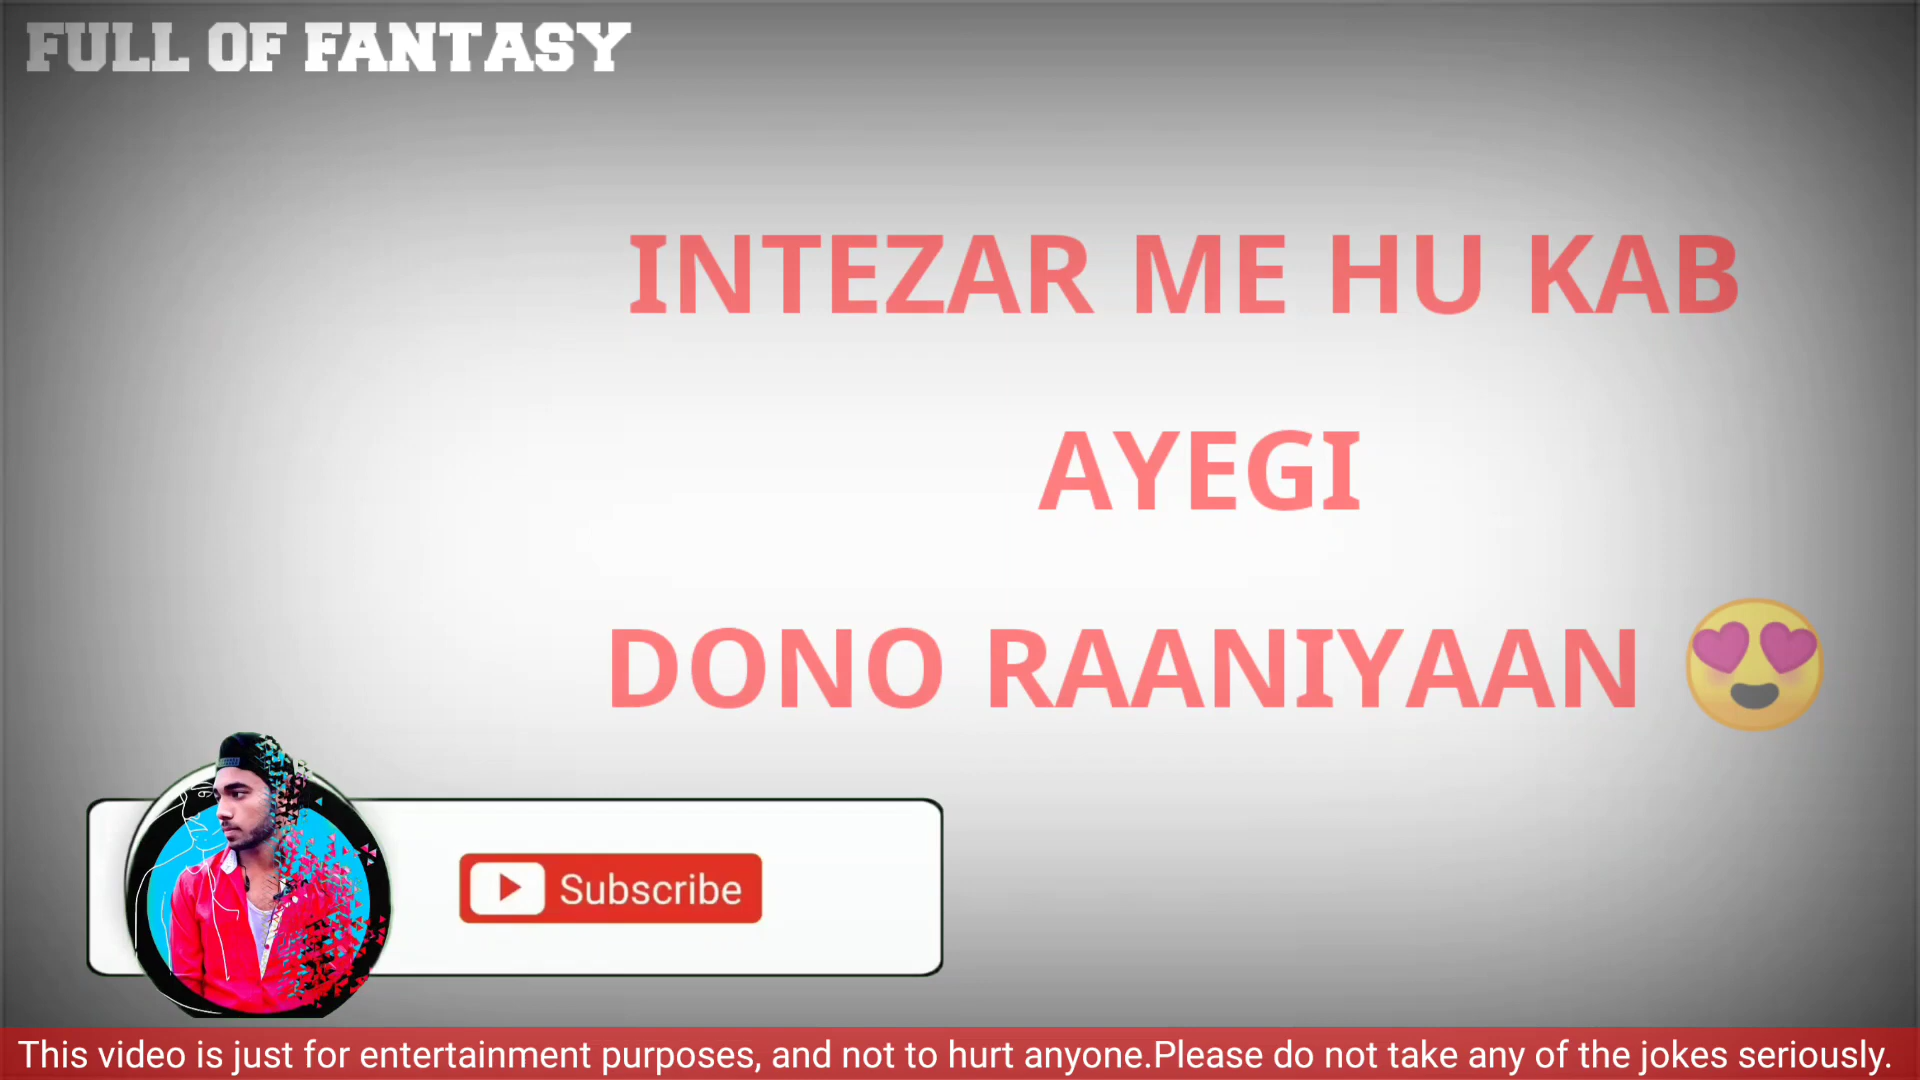 FULL OF FANTASY
INTEZAR ME HU KAB
AYEGI
DONO RAANIYAAN 😍
Subscribe
This video is just for entertainment purposes, and not to hurt anyone.Please do not take any of the jokes seriously.